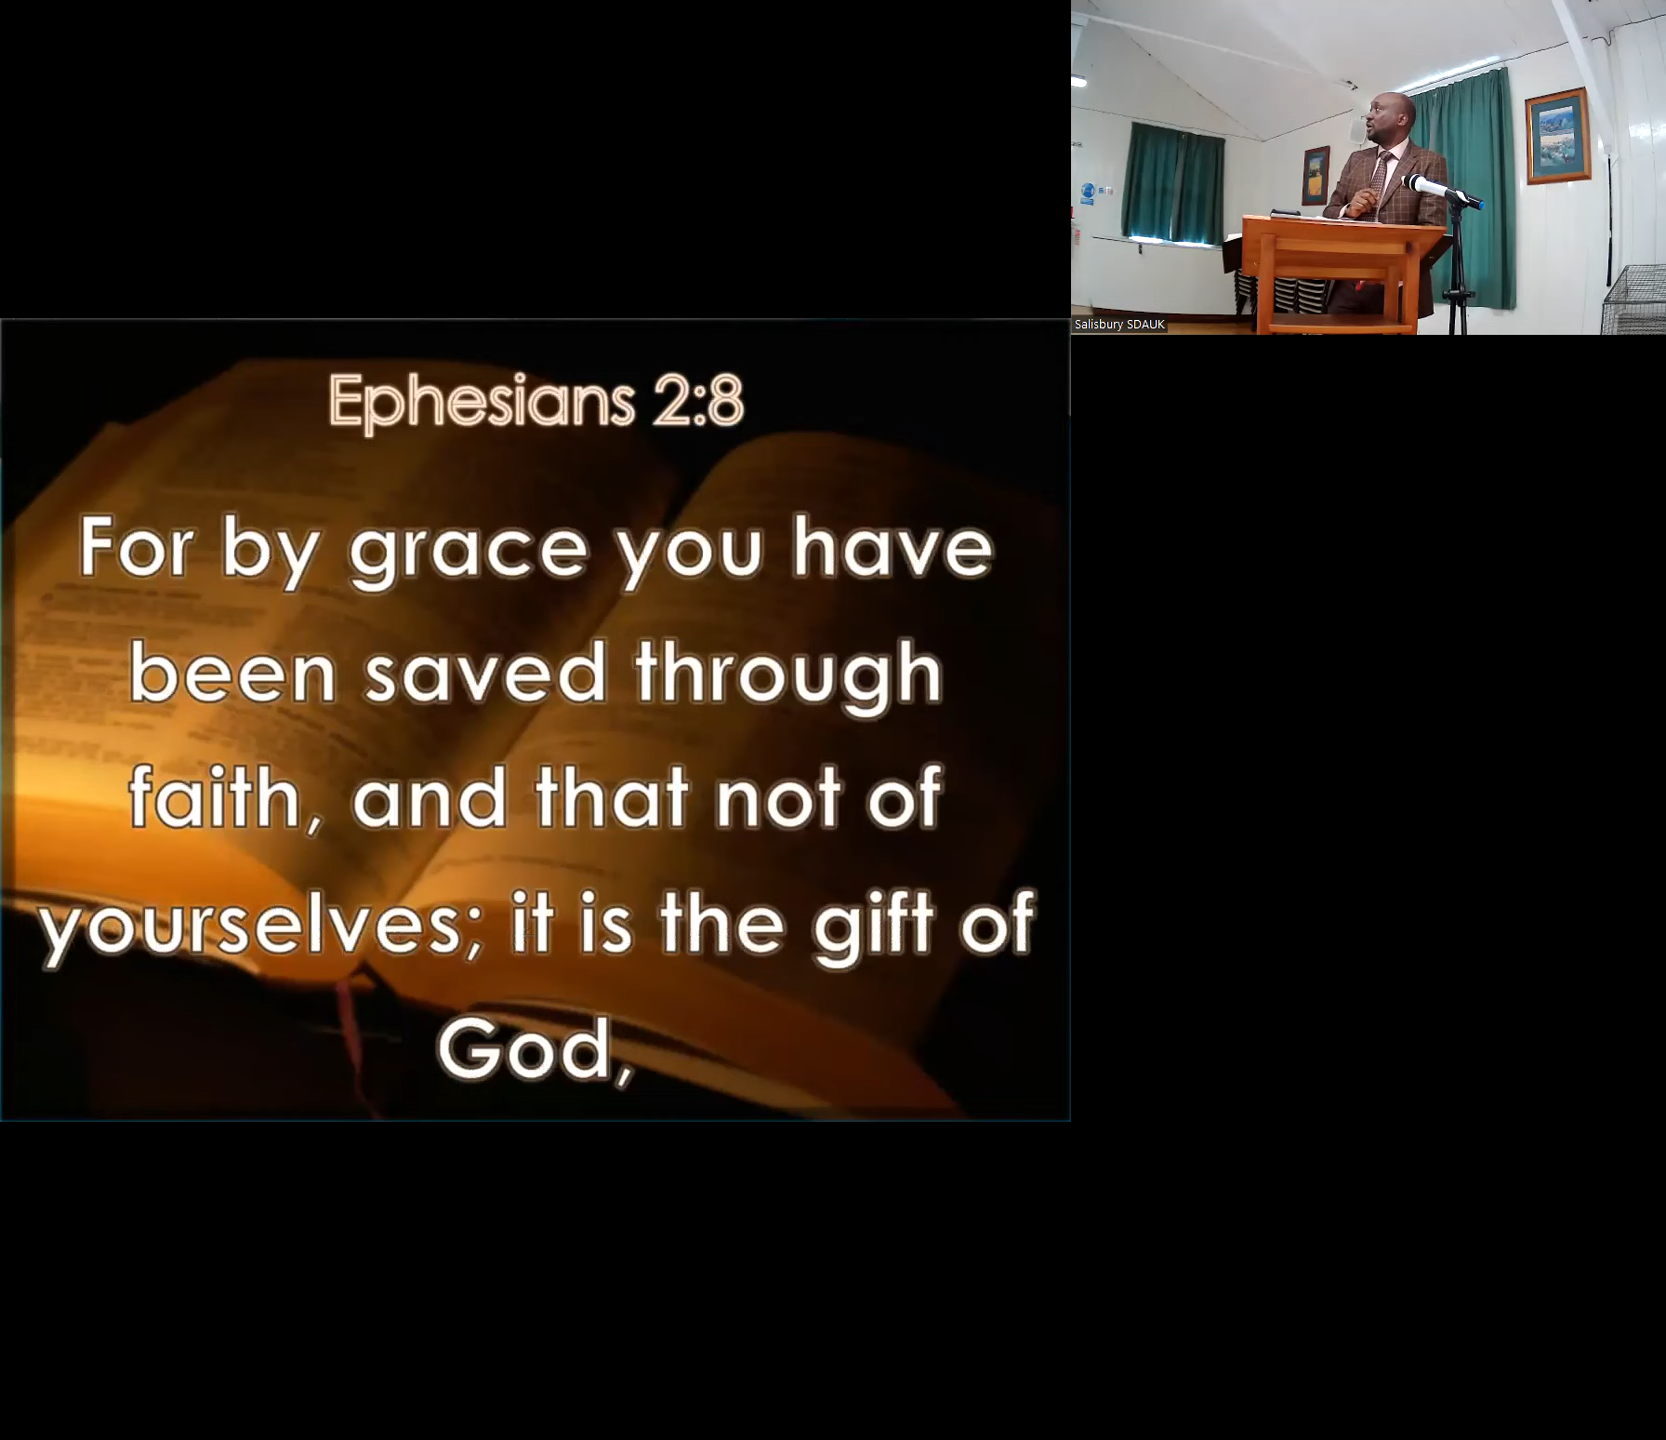 Ephesians 2:8
For by grace you have
been saved through
faith, and that not of
yourselves; it is the gift of
God,
Salisbury SDAUK